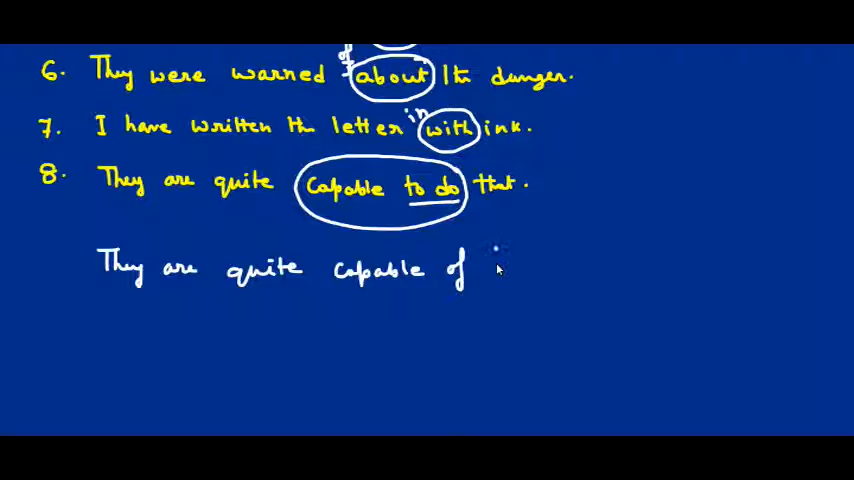 of
6. They were warned about the danger.
in
7. I have written the letter with ink.
8. They are quite capable to do that.
They are quite capable of